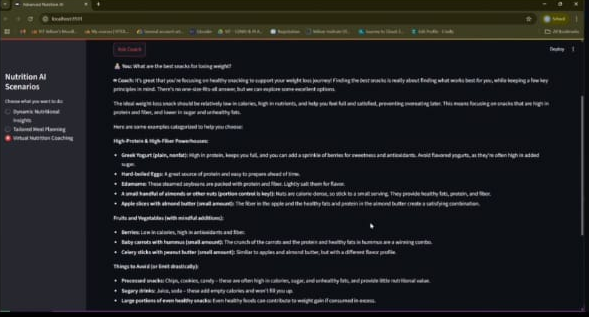 Advanced Nutrition AI
localhost:8501
Deploy
Nutrition AI
Scenarios
Choose what you want to do:
Dynamic Nutritional
Insights
Tailored Meal Planning
Virtual Nutrition Coaching
Ask Coach
You: What are the best snacks for losing weight?
Coach: It's great that you're focusing on healthy snacking to support your weight loss journey! Finding the best snacks is really about finding what works best for you, while keeping a few key
principles in mind. There's no one-size-fits-all answer, but we can explore some excellent options.
The ideal weight loss snack should be relatively low in calories, high in nutrients, and help you feel full and satisfied, preventing overeating later. This means focusing on snacks that are high in
protein and fiber, and lower in sugar and unhealthy fats.
Here are some examples categorized to help you choose:
High-Protein & High-Fiber Powerhouses:
Greek Yogurt (plain, nonfat): High in protein, keeps you full, and you can add a sprinkle of berries for sweetness and antioxidants. Avoid flavored yogurts, as they're often high in added
sugar.
Hard-boiled Eggs: A great source of protein and easy to prepare ahead of time.
Edamame: These steamed soybeans are packed with protein and fiber. Lightly salt them for flavor.
A small handful of almonds or other nuts (portion control is key!): Nuts are calorie-dense, so stick to a small serving. They provide healthy fats, protein, and fiber.
Apple slices with almond butter (small amount): The fiber in the apple and the healthy fats and protein in the almond butter create a satisfying combination.
Fruits and Vegetables (with mindful additions):
Berries: Low in calories, high in antioxidants and fiber.
Baby carrots with hummus (small amount): The crunch of the carrots and the protein and healthy fats in hummus are a winning combo.
Celery sticks with peanut butter (small amount): Similar to apples and almond butter, but with a different flavor profile.
Things to Avoid (or limit drastically):
Processed snacks: Chips, cookies, candy – these are often high in calories, sugar, and unhealthy fats, and provide little nutritional value.
Sugary drinks: Juice, soda – these add empty calories and won't fill you up.
Large portions of even healthy snacks: Even healthy foods can contribute to weight gain if consumed in excess.